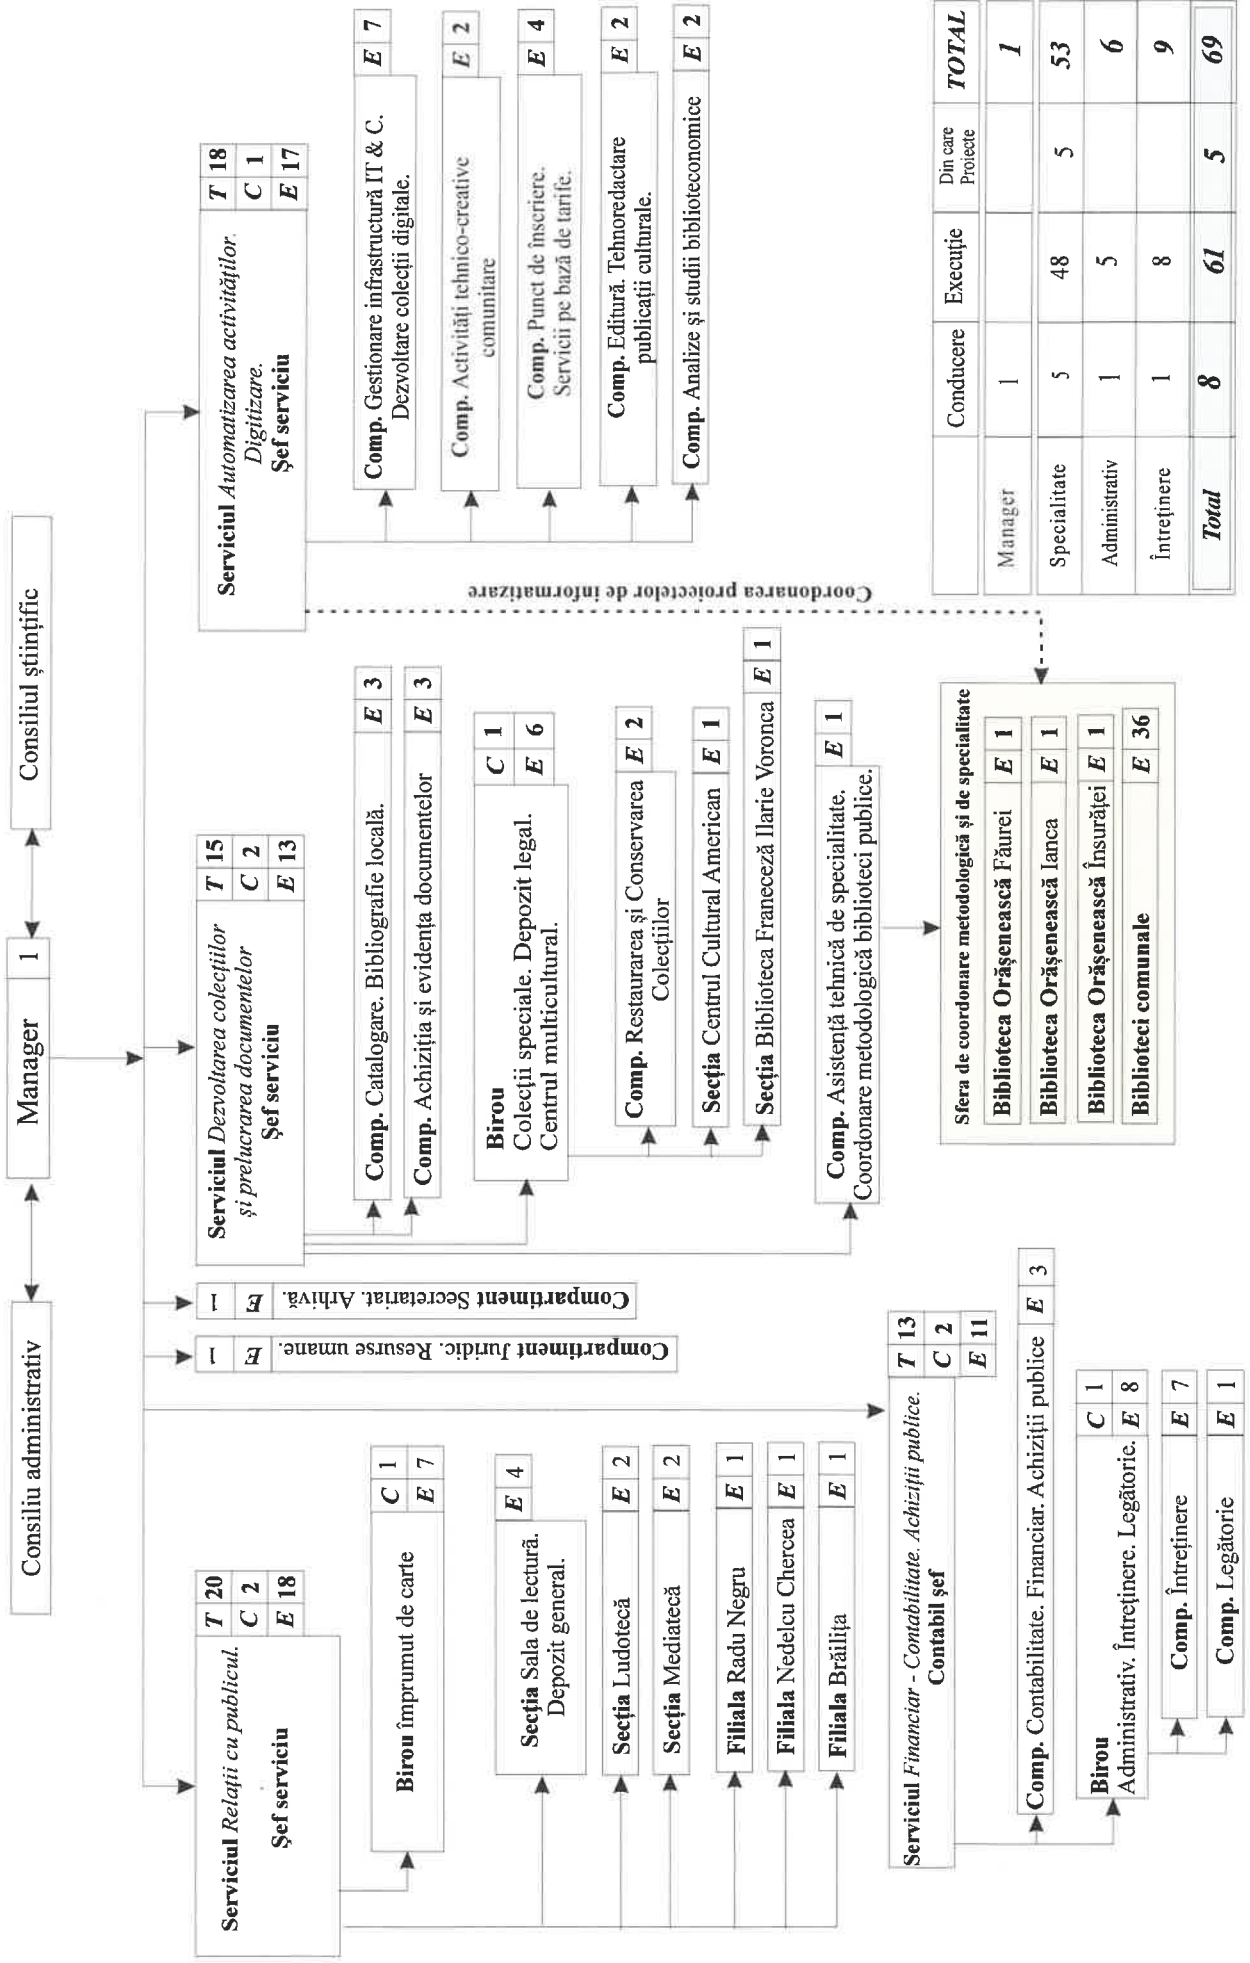 Consiliu administrativ
Manager 1
Consiliul științific
Serviciul Relații cu publicul.
Șef serviciu
T 20
C 2
E 18
Birou împrumut de carte
C 1
E 7
Secția Sala de lectură.
Depozit general.
E 4
Secția Ludotecă E 2
Secția Mediatecă E 2
Filiala Radu Negru E 1
Filiala Nedelcu Chercea E 1
Filiala Brăilița E 1
Compartiment Juridic. Resurse umane. E 1
Compartiment Secretariat. Arhivă. E 1
Serviciul Financiar - Contabilitate. Achiziții publice.
Contabil șef
T 13
C 2
E 11
Comp. Contabilitate. Financiar. Achiziții publice E 3
Birou
Administrativ. Întreținere. Legătorie.
C 1
E 8
Comp. Întreținere E 7
Comp. Legătorie E 1
Serviciul Dezvoltarea colecțiilor
și prelucrarea documentelor
Șef serviciu
T 15
C 2
E 13
Comp. Catalogare. Bibliografie locală. E 3
Comp. Achiziția și evidența documentelor E 3
Birou
Colecții speciale. Depozit legal.
Centrul multicultural.
C 1
E 6
Comp. Restaurarea și Conservarea
Colecțiilor
E 2
Secția Centrul Cultural American E 1
Secția Biblioteca Franeceză Ilarie Voronca E 1
Comp. Asistență tehnică de specialitate.
Coordonare metodologică biblioteci publice.
E 1
Sfera de coordonare metodologică și de specialitate
Biblioteca Orășenească Făurei E 1
Biblioteca Orășenească Ianca E 1
Biblioteca Orășenească Însurăței E 1
Biblioteci comunale E 36
Coordonarea proiectelor de informatizare
Serviciul Automatizarea activităților.
Digitizare.
Șef serviciu
T 18
C 1
E 17
Comp. Gestionare infrastructură IT & C.
Dezvoltare colecții digitale.
E 7
Comp. Activități tehnico-creative
comunitare
E 2
Comp. Punct de înscriere.
Servicii pe bază de tarife.
E 4
Comp. Editură. Tehnoredactare
publicații culturale.
E 2
Comp. Analize și studii biblioteconomice E 2
Conducere Execuție Din care Proiecte TOTAL
Manager 1 1
Specialitate 5 48 5 53
Administrativ 1 5 6
Întreținere 1 8 9
Total 8 61 5 69